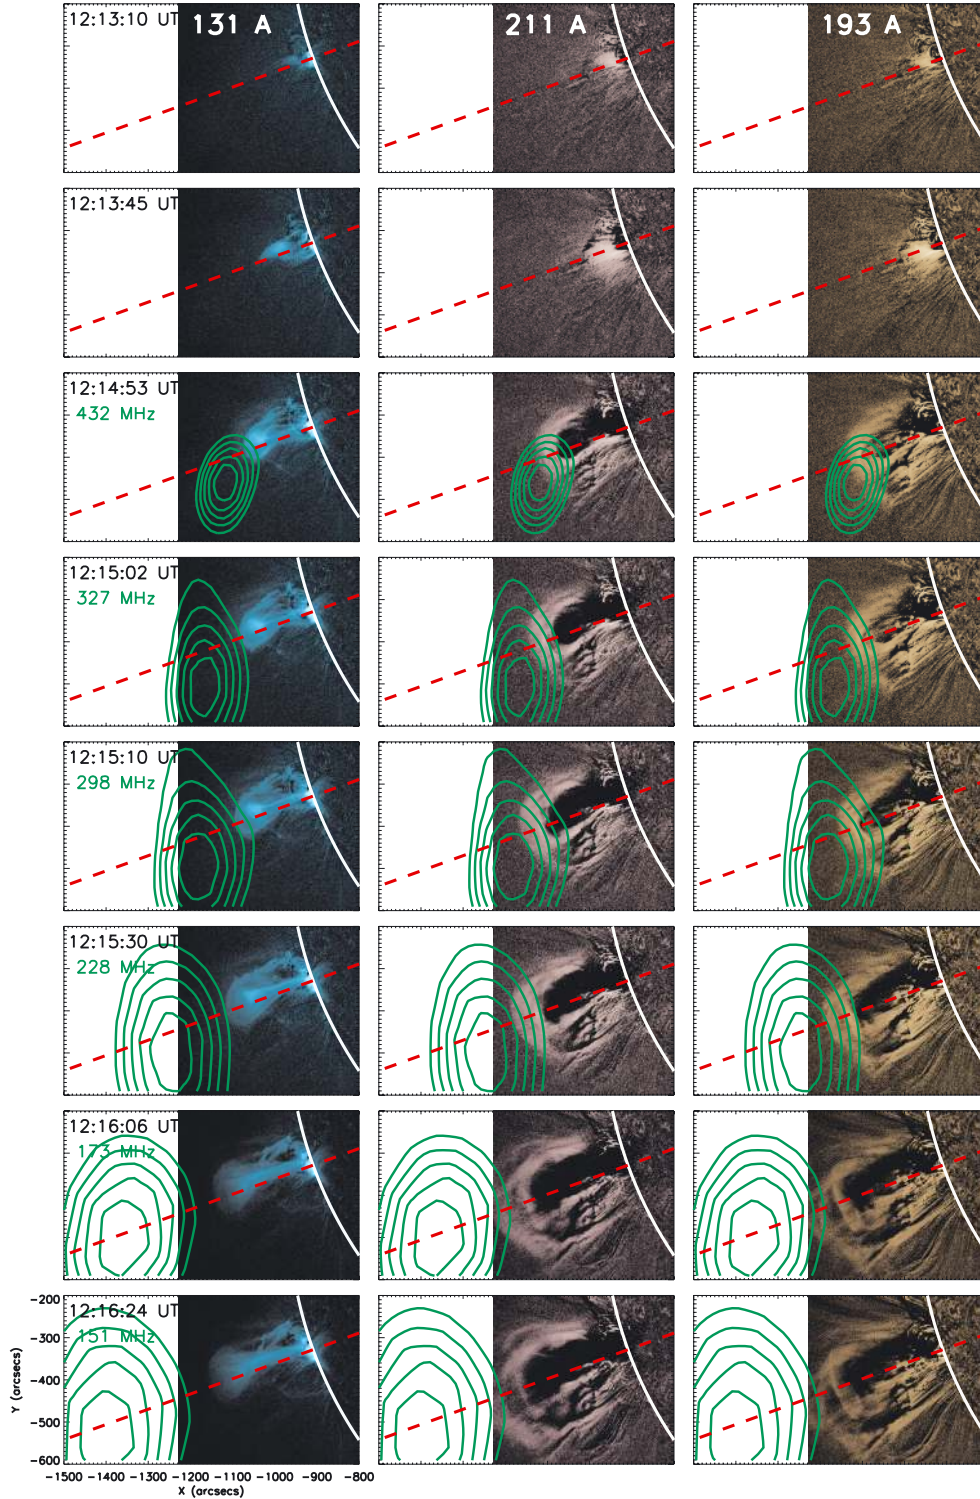 12:13:10 UT
131 A
211 A
193 A
12:13:45 UT
12:14:53 UT
432 MHz
12:15:02 UT
327 MHz
12:15:10 UT
298 MHz
12:15:30 UT
228 MHz
12:16:06 UT
173 MHz
12:16:24 UT
151 MHz
-200
-300
-400
-500
-600
Y (arcsecs)
-1500 -1400 -1300 -1200 -1100 -1000 -900 -800
X (arcsecs)